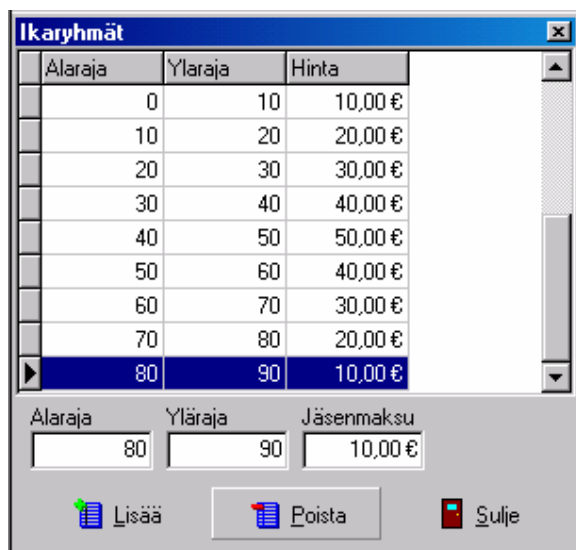 Ikaryhmät
Alaraja Ylaraja Hinta
0 10 10,00 €
10 20 20,00 €
20 30 30,00 €
30 40 40,00 €
40 50 50,00 €
50 60 40,00 €
60 70 30,00 €
70 80 20,00 €
80 90 10,00 €
Alaraja Yläraja Jäsenmaksu
80 90 10,00 €
Lisää Poista Sulje